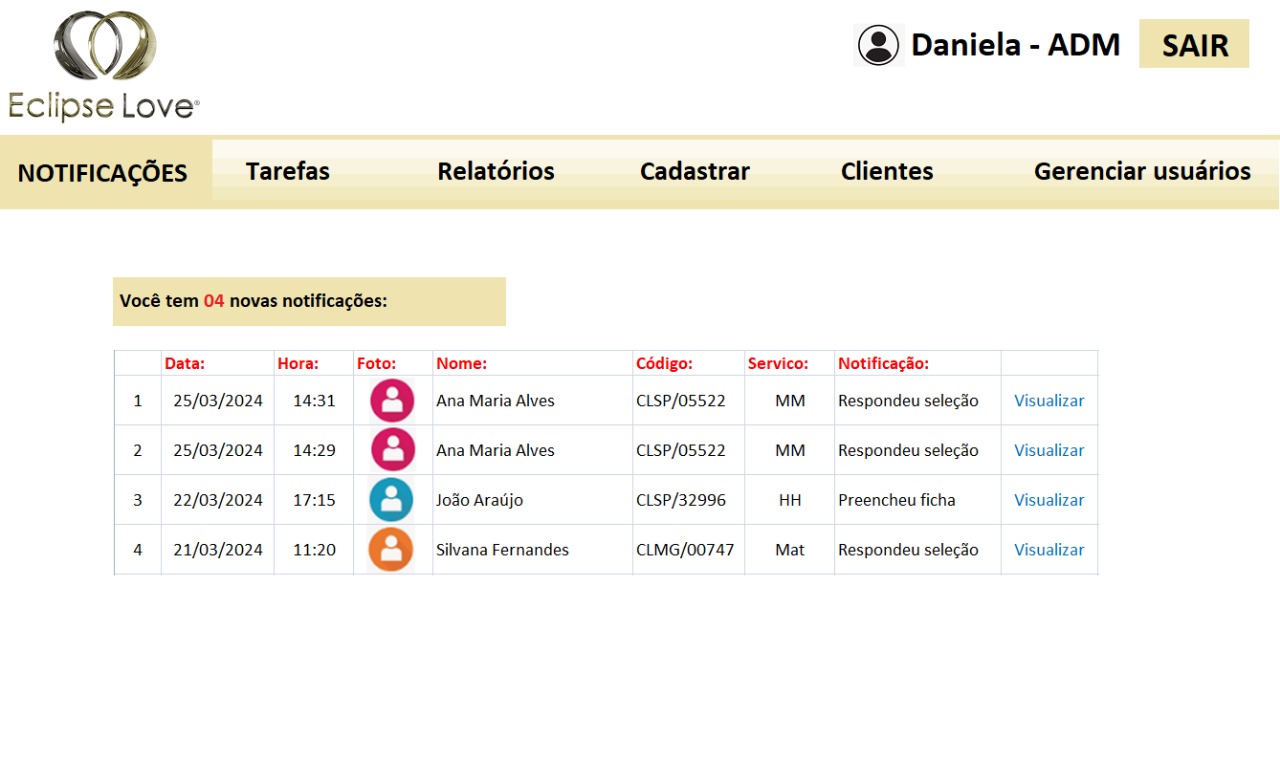 Eclipse Love®
Daniela - ADM
SAIR
NOTIFICAÇÕES Tarefas Relatórios Cadastrar Clientes Gerenciar usuários
Você tem 04 novas notificações:
Data: Hora: Foto: Nome: Código: Servico: Notificação:
1 25/03/2024 14:31 Ana Maria Alves CLSP/05522 MM Respondeu seleção Visualizar
2 25/03/2024 14:29 Ana Maria Alves CLSP/05522 MM Respondeu seleção Visualizar
3 22/03/2024 17:15 João Araújo CLSP/32996 HH Preencheu ficha Visualizar
4 21/03/2024 11:20 Silvana Fernandes CLMG/00747 Mat Respondeu seleção Visualizar